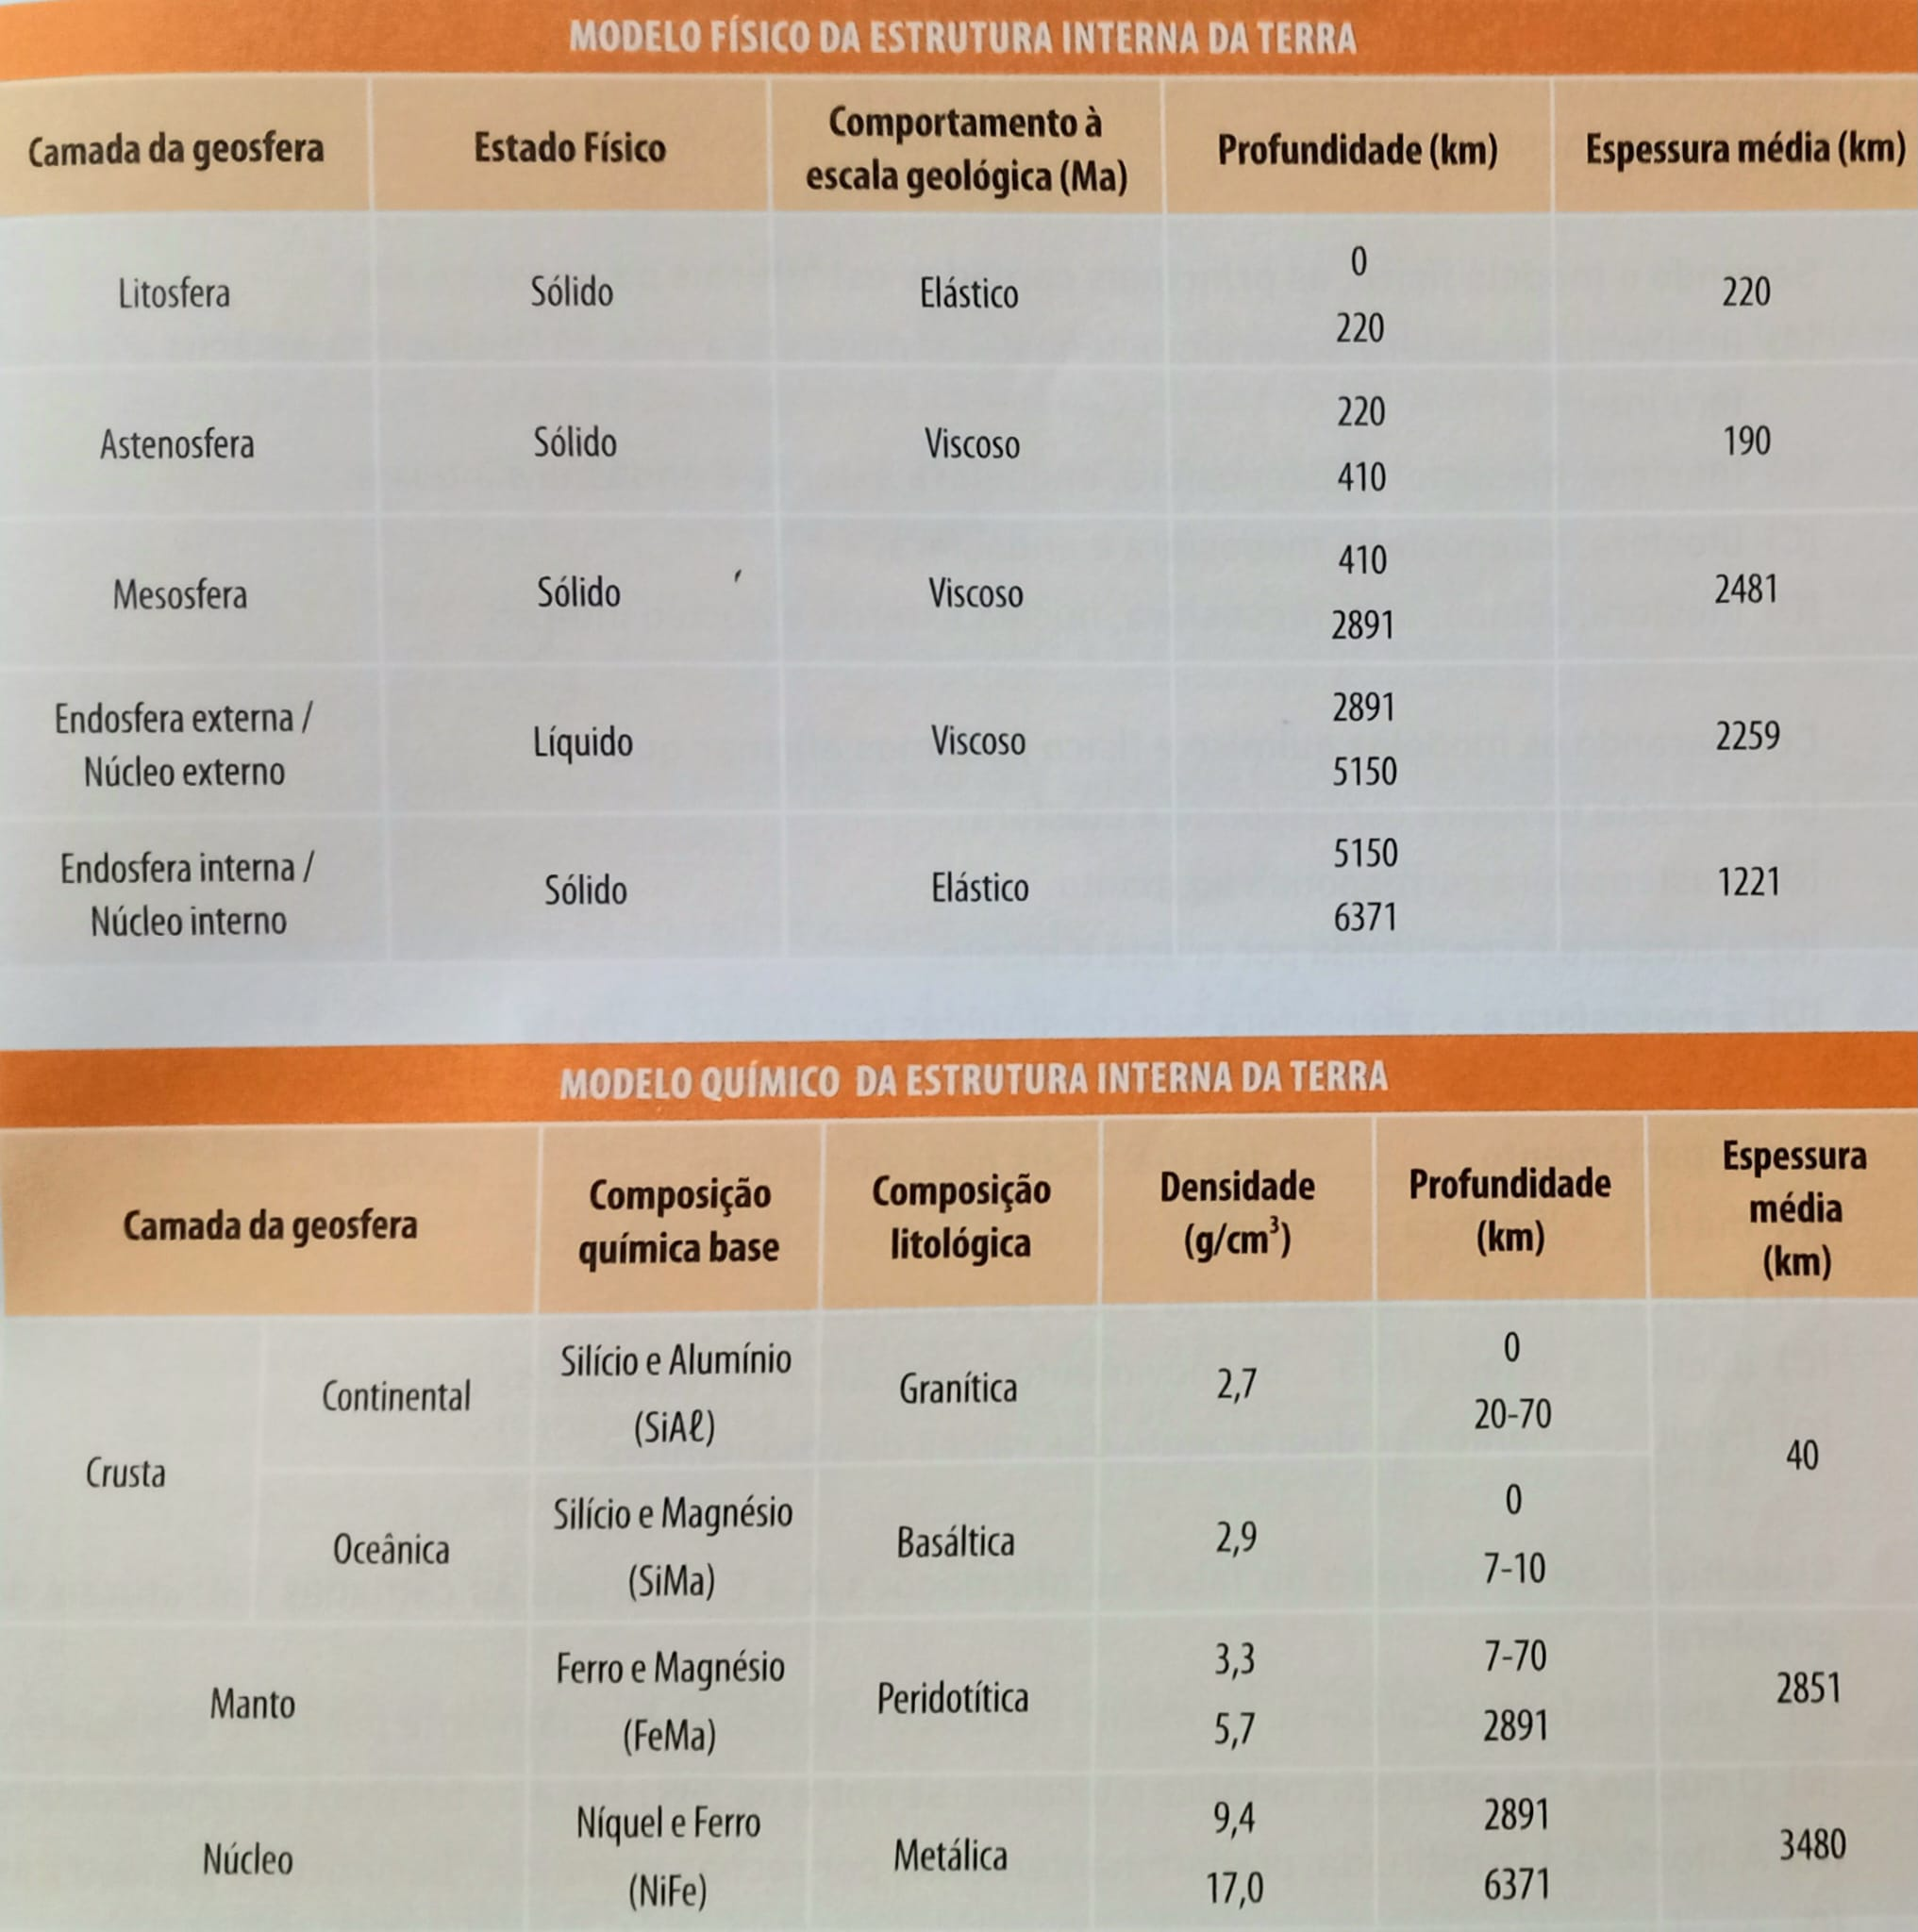 MODELO FÍSICO DA ESTRUTURA INTERNA DA TERRA
Camada da geosfera
Estado Físico
Comportamento à
escala geológica (Ma)
Profundidade (km)
Espessura média (km)
Litosfera
Sólido
Elástico
0
220
220
Astenosfera
Sólido
Viscoso
220
410
190
Mesosfera
Sólido
Viscoso
410
2891
2481
Endosfera externa /
Núcleo externo
Líquido
Viscoso
2891
5150
2259
Endosfera interna /
Núcleo interno
Sólido
Elástico
5150
6371
1221
MODELO QUÍMICO DA ESTRUTURA INTERNA DA TERRA
Camada da geosfera
Composição
química base
Composição
litológica
Densidade
(g/cm³)
Profundidade
(km)
Espessura
média
(km)
Crusta
Continental
Silício e Alumínio
(SiAℓ)
Granítica
2,7
0
20-70
40
Oceânica
Silício e Magnésio
(SiMa)
Basáltica
2,9
0
7-10
Manto
Ferro e Magnésio
(FeMa)
Peridotítica
3,3
5,7
7-70
2891
2851
Núcleo
Níquel e Ferro
(NiFe)
Metálica
9,4
17,0
2891
6371
3480